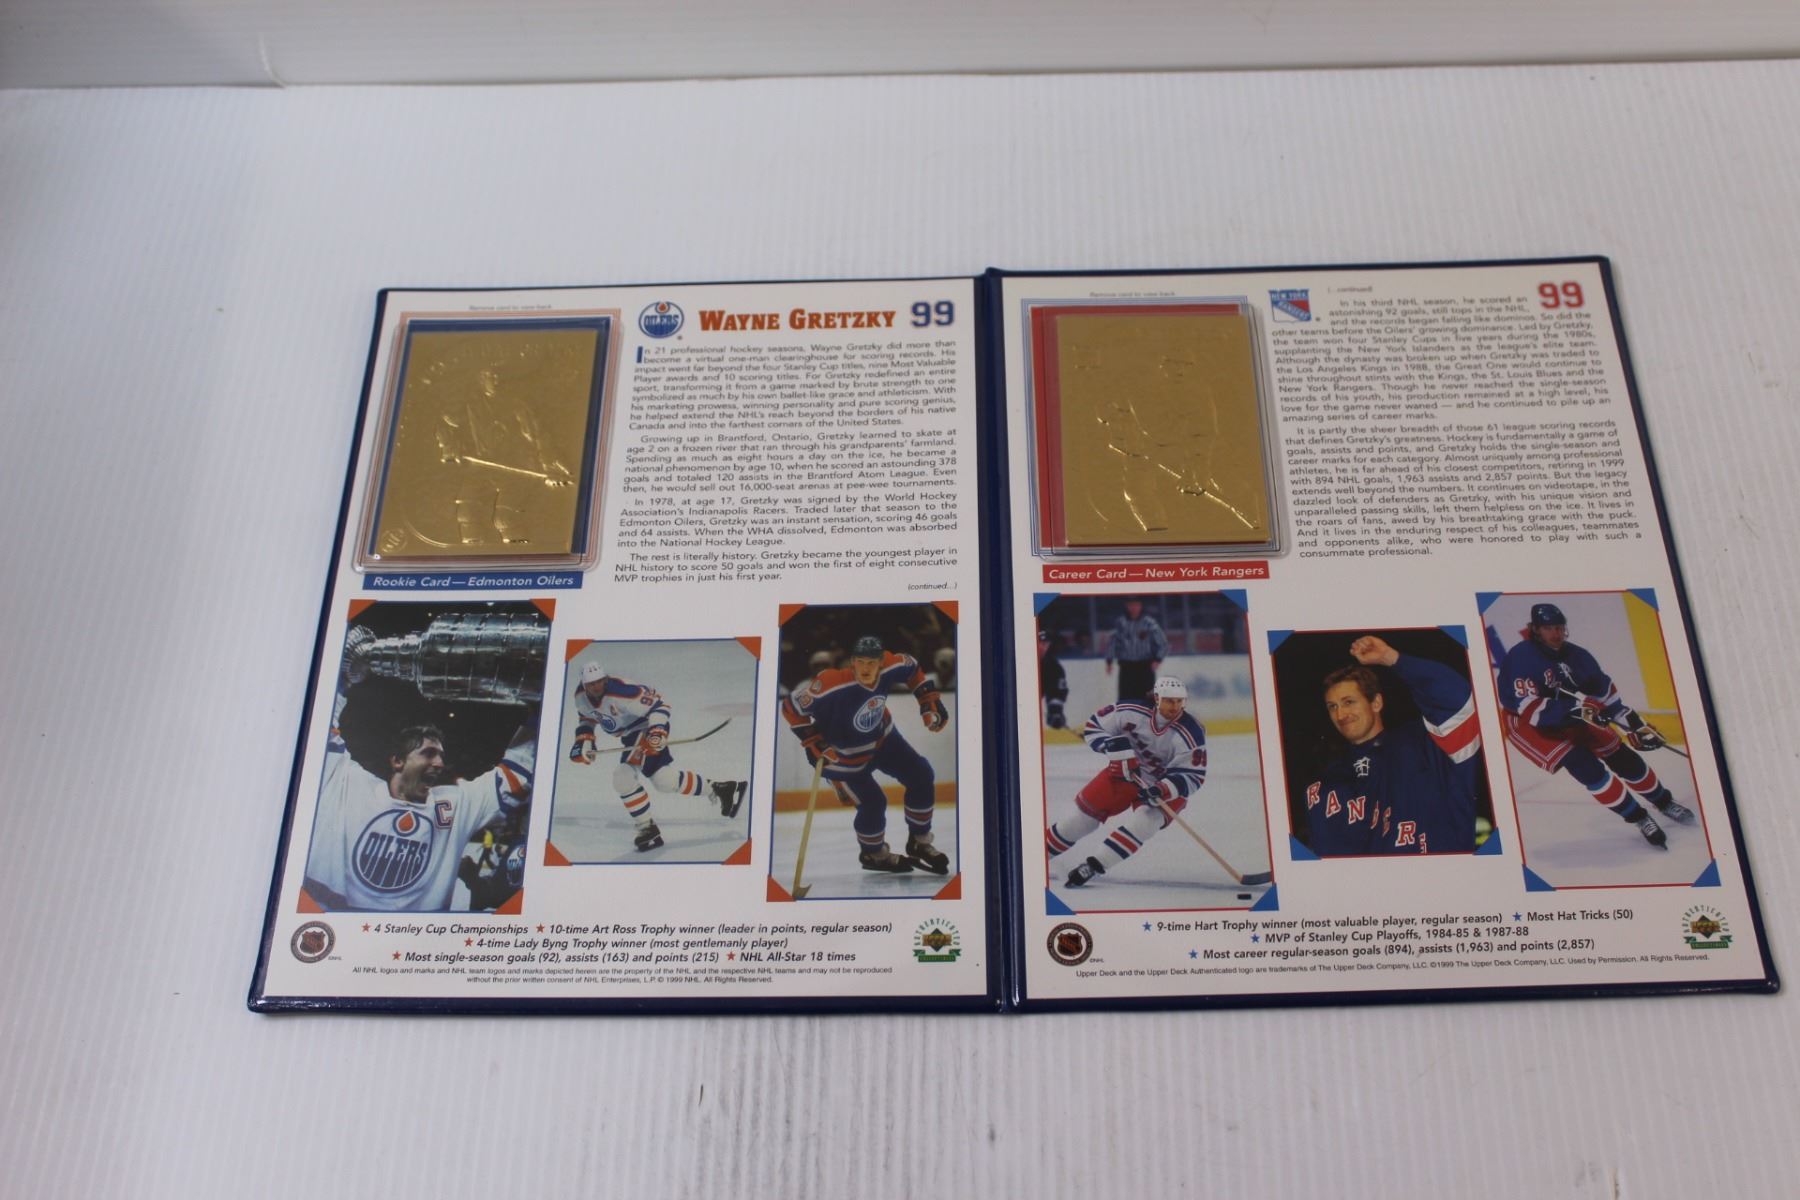 Remove card to view back
OILERS
WAYNE GRETZKY 99
In 21 professional hockey seasons, Wayne Gretzky did more than
become a virtual one-man clearinghouse for scoring records. His
impact went far beyond the four Stanley Cup titles, nine Most Valuable
Player awards and 10 scoring titles. For Gretzky redefined an entire
sport, transforming it from a game marked by brute strength to one
symbolized as much by his own ballet-like grace and athleticism. With
his marketing prowess, winning personality and pure scoring genius,
he helped extend the NHL's reach beyond the borders of his native
Canada and into the farthest corners of the United States.
Growing up in Brantford, Ontario, Gretzky learned to skate at
age 2 on a frozen river that ran through his grandparents' farmland.
Spending as much as eight hours a day on the ice, he became a
national phenomenon by age 10, when he scored an astounding 378
goals and totaled 120 assists in the Brantford Atom League. Even
then, he would sell out 16,000-seat arenas at pee-wee tournaments.
In 1978, at age 17, Gretzky was signed by the World Hockey
Association's Indianapolis Racers. Traded later that season to the
Edmonton Oilers, Gretzky was an instant sensation, scoring 46 goals
and 64 assists. When the WHA dissolved, Edmonton was absorbed
into the National Hockey League.
The rest is literally history. Gretzky became the youngest player in
NHL history to score 50 goals and won the first of eight consecutive
MVP trophies in just his first year.
(continued...)
Rookie Card — Edmonton Oilers
C
OILERS
★ 4 Stanley Cup Championships ★ 10-time Art Ross Trophy winner (leader in points, regular season)
★ 4-time Lady Byng Trophy winner (most gentlemanly player)
★ Most single-season goals (92), assists (163) and points (215) ★ NHL All-Star 18 times
All NHL logos and marks and NHL team logos and marks depicted herein are the property of the NHL and the respective NHL teams and may not be reproduced
without the prior written consent of NHL Enterprises, L.P. © 1999 NHL. All Rights Reserved.
Remove card to view back
NEW YORK
RANGERS
(...continued)
99
In his third NHL season, he scored an
astonishing 92 goals, still tops in the NHL,
and the records began falling like dominos. So did the
other teams before the Oilers' growing dominance. Led by Gretzky,
the team won four Stanley Cups in five years during the 1980s,
supplanting the New York Islanders as the league's elite team.
Although the dynasty was broken up when Gretzky was traded to
the Los Angeles Kings in 1988, the Great One would continue to
shine throughout stints with the Kings, the St. Louis Blues and the
New York Rangers. Though he never reached the single-season
records of his youth, his production remained at a high level, his
love for the game never waned — and he continued to pile up an
amazing series of career marks.
It is partly the sheer breadth of those 61 league scoring records
that defines Gretzky's greatness. Hockey is fundamentally a game of
goals, assists and points, and Gretzky holds the single-season and
career marks for each category. Almost uniquely among professional
athletes, he is far ahead of his closest competitors, retiring in 1999
with 894 NHL goals, 1,963 assists and 2,857 points. But the legacy
extends well beyond the numbers. It continues on videotape, in the
dazzled look of defenders as Gretzky, with his unique vision and
unparalleled passing skills, left them helpless on the ice. It lives in
the roars of fans, awed by his breathtaking grace with the puck.
And it lives in the enduring respect of his colleagues, teammates
and opponents alike, who were honored to play with such a
consummate professional.
Career Card — New York Rangers
99
RANGERS
99
★ 9-time Hart Trophy winner (most valuable player, regular season) ★ Most Hat Tricks (50)
★ MVP of Stanley Cup Playoffs, 1984-85 & 1987-88
★ Most career regular-season goals (894), assists (1,963) and points (2,857)
Upper Deck and the Upper Deck Authenticated logo are trademarks of The Upper Deck Company, LLC. ©1999 The Upper Deck Company, LLC. Used by Permission. All Rights Reserved.